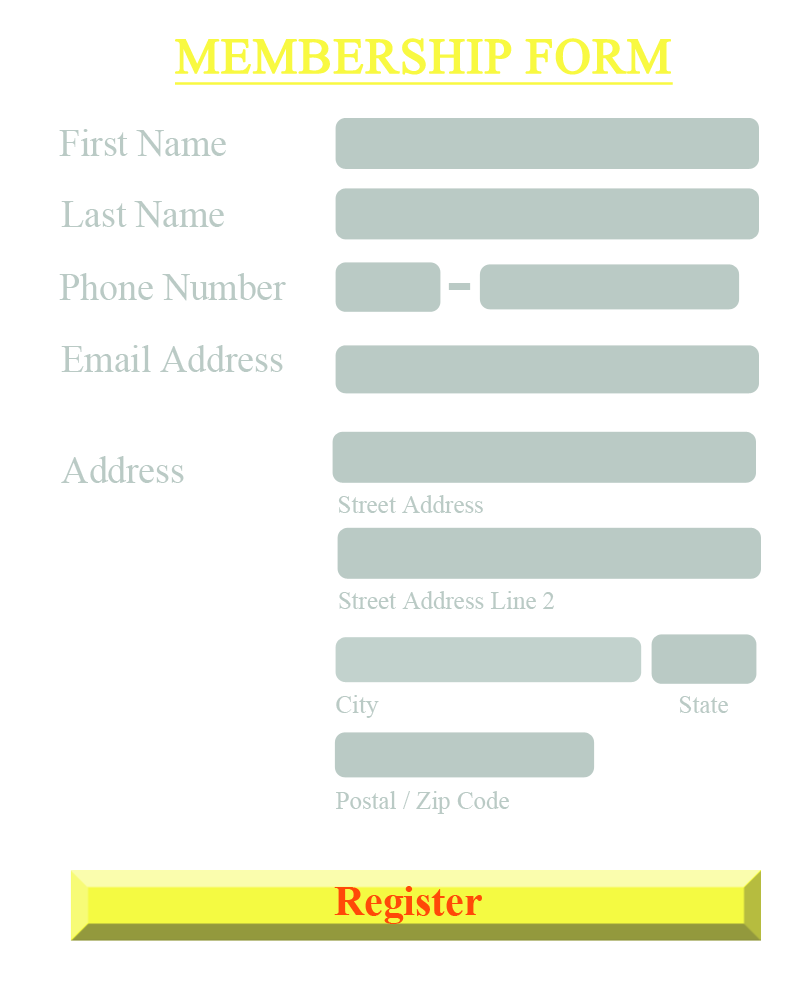 MEMBERSHIP FORM
First Name
Last Name
Phone Number
Email Address
Address
Street Address
Street Address Line 2
City State
Postal / Zip Code
Register